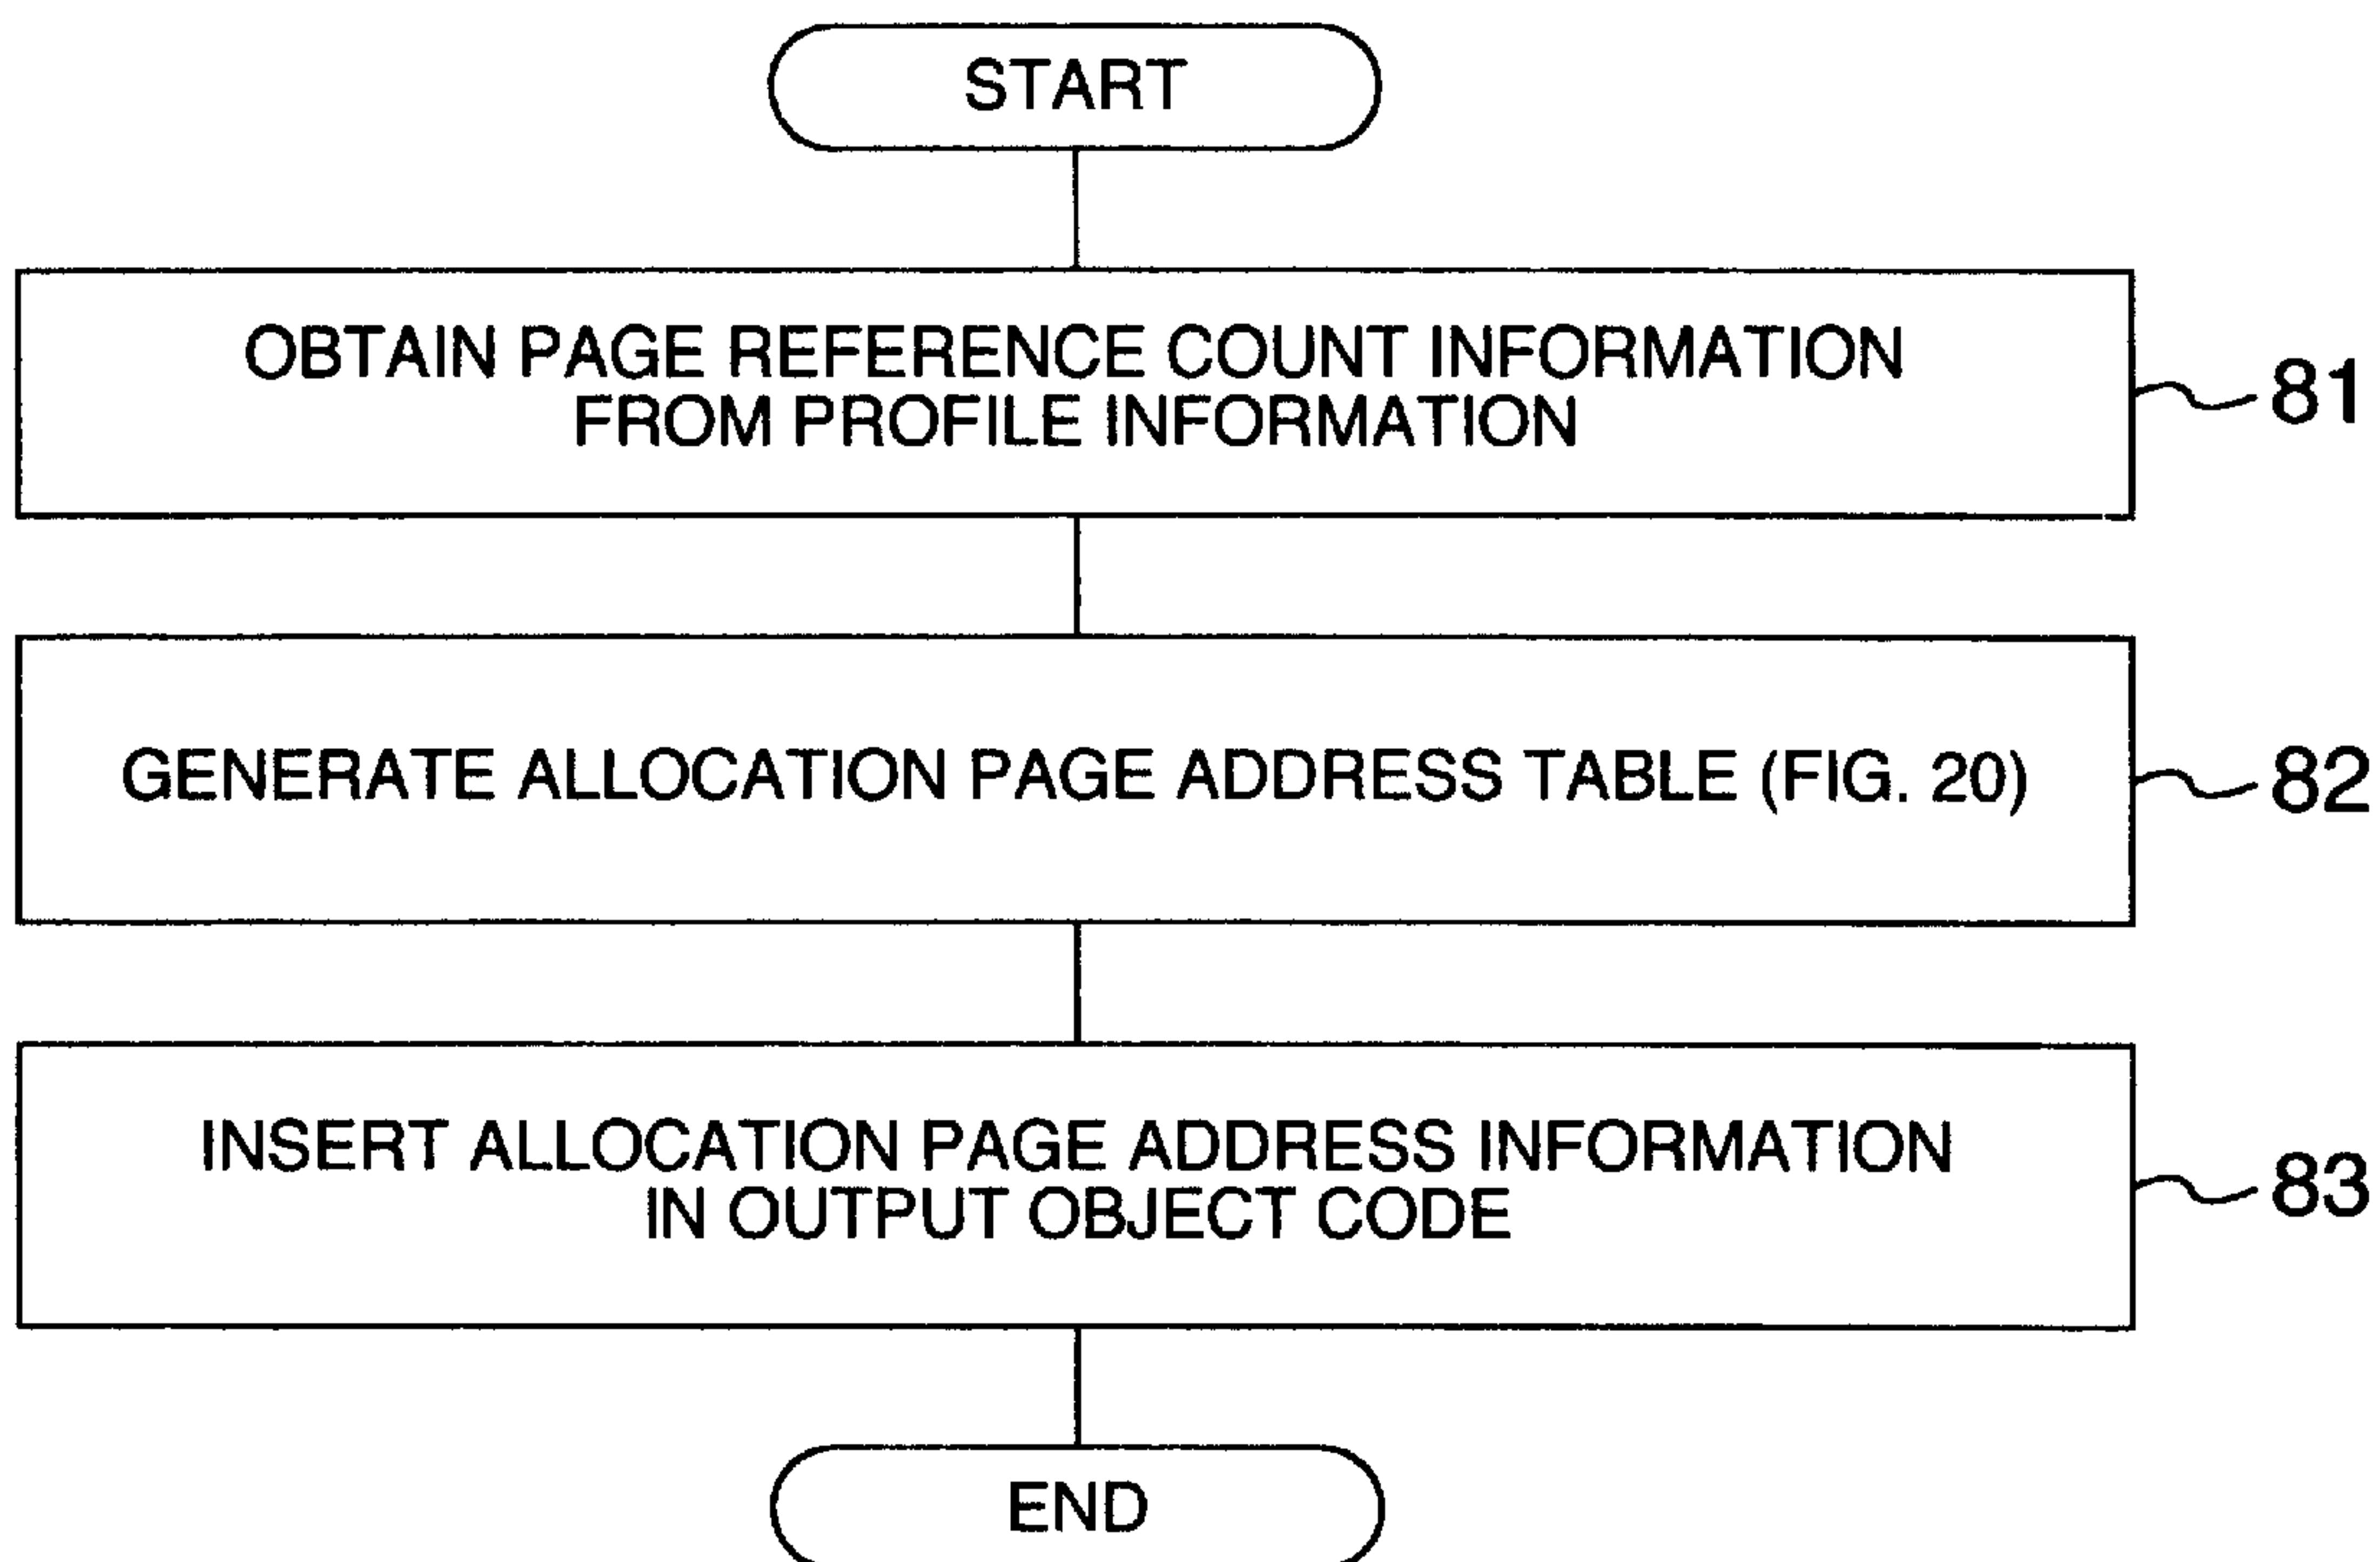 START
OBTAIN PAGE REFERENCE COUNT INFORMATION
FROM PROFILE INFORMATION
81
GENERATE ALLOCATION PAGE ADDRESS TABLE (FIG. 20)
82
INSERT ALLOCATION PAGE ADDRESS INFORMATION
IN OUTPUT OBJECT CODE
83
END